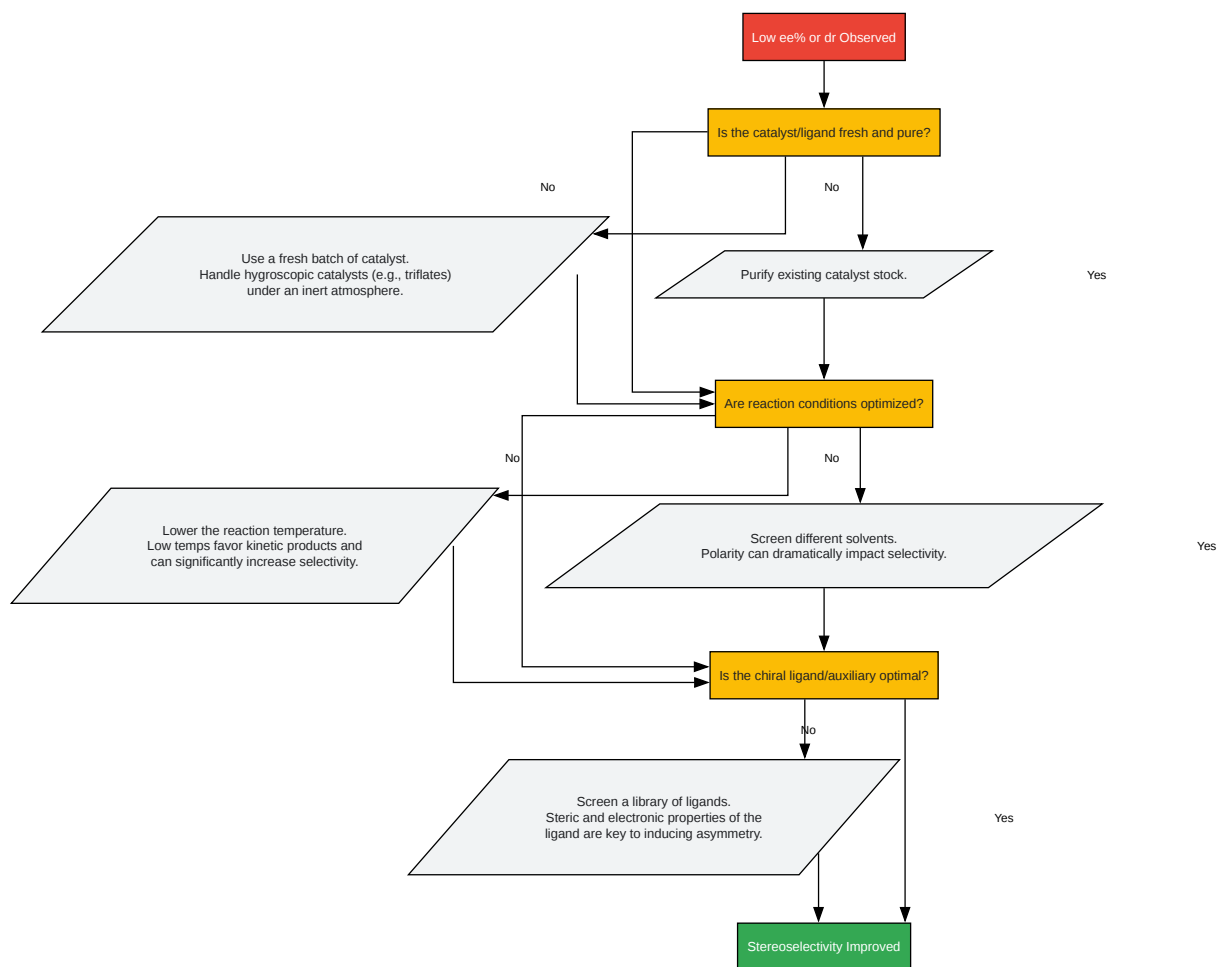 Low ee% or dr Observed
Is the catalyst/ligand fresh and pure?
No
No
Use a fresh batch of catalyst.
Handle hygroscopic catalysts (e.g., triflates)
under an inert atmosphere.
Purify existing catalyst stock.
Yes
Are reaction conditions optimized?
No
No
Lower the reaction temperature.
Low temps favor kinetic products and
can significantly increase selectivity.
Screen different solvents.
Polarity can dramatically impact selectivity.
Yes
Is the chiral ligand/auxiliary optimal?
No
Screen a library of ligands.
Steric and electronic properties of the
ligand are key to inducing asymmetry.
Yes
Stereoselectivity Improved